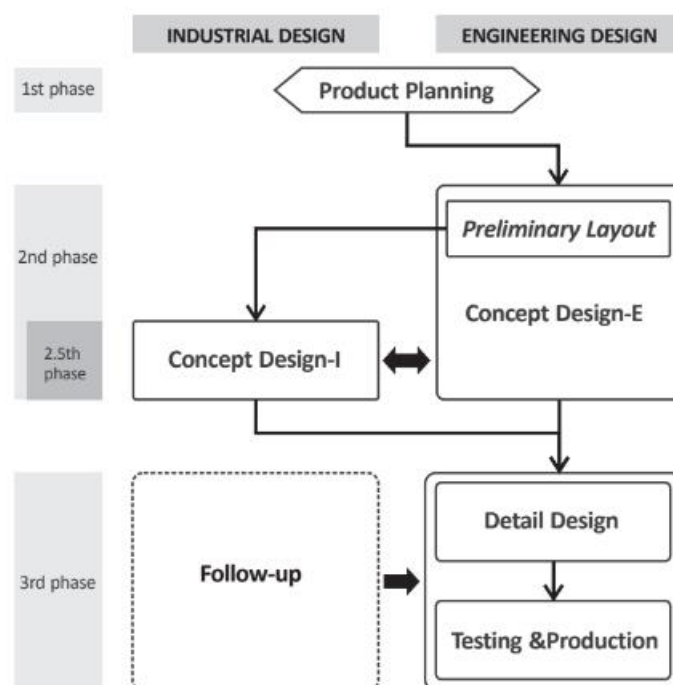 INDUSTRIAL DESIGN
ENGINEERING DESIGN
1st phase
Product Planning
2nd phase
Preliminary Layout
Concept Design-E
2.5th
phase
Concept Design-I
3rd phase
Follow-up
Detail Design
Testing &Production